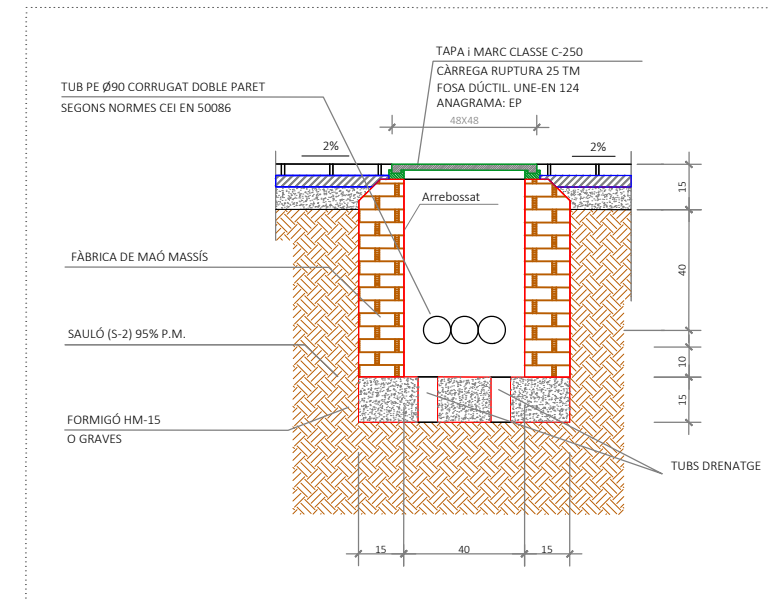 TAPA i MARC CLASSE C-250
CÀRREGA RUPTURA 25 TM
FOSA DÚCTIL. UNE-EN 124
ANAGRAMA: EP
TUB PE Ø90 CORRUGAT DOBLE PARET
SEGONS NORMES CEI EN 50086
48X48
2%
2%
15
Arrebossat
40
FÀBRICA DE MAÓ MASSÍS
SAULÓ (S-2) 95% P.M.
10
15
FORMIGÓ HM-15
O GRAVES
TUBS DRENATGE
15
40
15